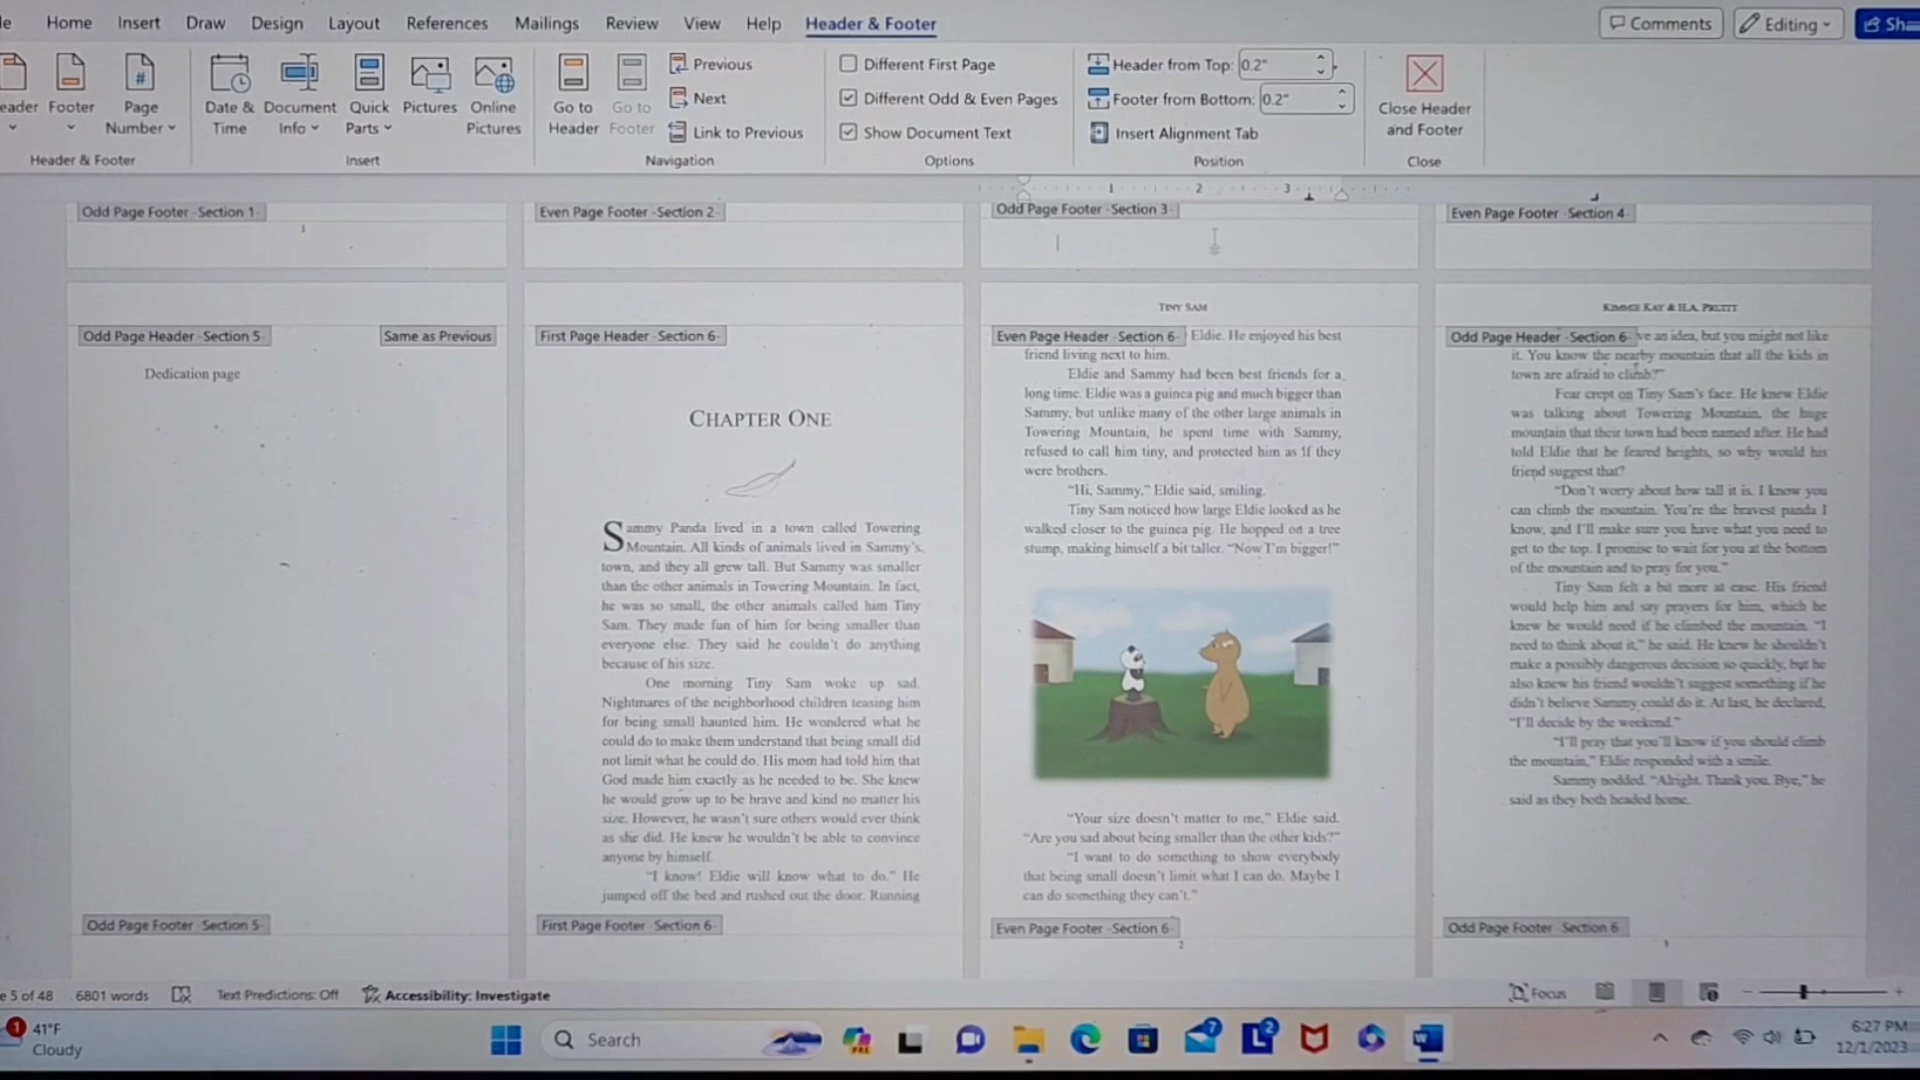 Home Insert Draw Design Layout References Mailings Review View Help Header & Footer
Comments Editing
Footer
Page Number
Date & Time
Document Info
Quick Parts
Pictures
Online Pictures
Go to Header
Go to Footer
Previous
Next
Link to Previous
Different First Page
Different Odd & Even Pages
Show Document Text
Header from Top: 0.2"
Footer from Bottom: 0.2"
Insert Alignment Tab
Close Header and Footer
Header & Footer Insert Navigation Options Position Close
1 2 3
Odd Page Footer -Section 1-
1
Even Page Footer -Section 2-
Odd Page Footer -Section 3-
Even Page Footer -Section 4-
Odd Page Header -Section 5-
Same as Previous
Dedication page
Odd Page Footer -Section 5-
First Page Header -Section 6-
CHAPTER ONE
Sammy Panda lived in a town called Towering
Mountain. All kinds of animals lived in Sammy's
town, and they all grew tall. But Sammy was smaller
than the other animals in Towering Mountain. In fact,
he was so small, the other animals called him Tiny
Sam. They made fun of him for being smaller than
everyone else. They said he couldn't do anything
because of his size.
One morning Tiny Sam woke up sad.
Nightmares of the neighborhood children teasing him
for being small haunted him. He wondered what he
could do to make them understand that being small did
not limit what he could do. His mom had told him that
God made him exactly as he needed to be. She knew
he would grow up to be brave and kind no matter his
size. However, he wasn't sure others would ever think
as she did. He knew he wouldn't be able to convince
anyone by himself.
"I know! Eldie will know what to do." He
jumped off the bed and rushed out the door. Running
First Page Footer -Section 6-
TINY SAM
Even Page Header -Section 6-
Eldie. He enjoyed his best
friend living next to him.
Eldie and Sammy had been best friends for a
long time. Eldie was a guinea pig and much bigger than
Sammy, but unlike many of the other large animals in
Towering Mountain, he spent time with Sammy,
refused to call him tiny, and protected him as if they
were brothers.
"Hi, Sammy," Eldie said, smiling.
Tiny Sam noticed how large Eldie looked as he
walked closer to the guinea pig. He hopped on a tree
stump, making himself a bit taller. "Now I'm bigger!"
"Your size doesn't matter to me," Eldie said.
"Are you sad about being smaller than the other kids?"
"I want to do something to show everybody
that being small doesn't limit what I can do. Maybe I
can do something they can't."
Even Page Footer -Section 6-
2
KIMMIE KAY & H.A. PRUITT
Odd Page Header -Section 6-
ve an idea, but you might not like
it. You know the nearby mountain that all the kids in
town are afraid to climb?"
Fear crept on Tiny Sam's face. He knew Eldie
was talking about Towering Mountain, the huge
mountain that their town had been named after. He had
told Eldie that he feared heights, so why would his
friend suggest that?
"Don't worry about how tall it is. I know you
can climb the mountain. You're the bravest panda I
know, and I'll make sure you have what you need to
get to the top. I promise to wait for you at the bottom
of the mountain and to pray for you."
Tiny Sam felt a bit more at ease. His friend
would help him and say prayers for him, which he
knew he would need if he climbed the mountain. "I
need to think about it," he said. He knew he shouldn't
make a possibly dangerous decision so quickly, but he
also knew his friend wouldn't suggest something if he
didn't believe Sammy could do it. At last, he declared,
"I'll decide by the weekend."
"I'll pray that you'll know if you should climb
the mountain," Eldie responded with a smile.
Sammy nodded. "Alright. Thank you. Bye," he
said as they both headed home.
Odd Page Footer -Section 6
3
e 5 of 48 6801 words Text Predictions: Off Accessibility: Investigate Focus
1
41°F
Cloudy
Search
PRE
7
L 2
W
6:27 PM
12/1/2023